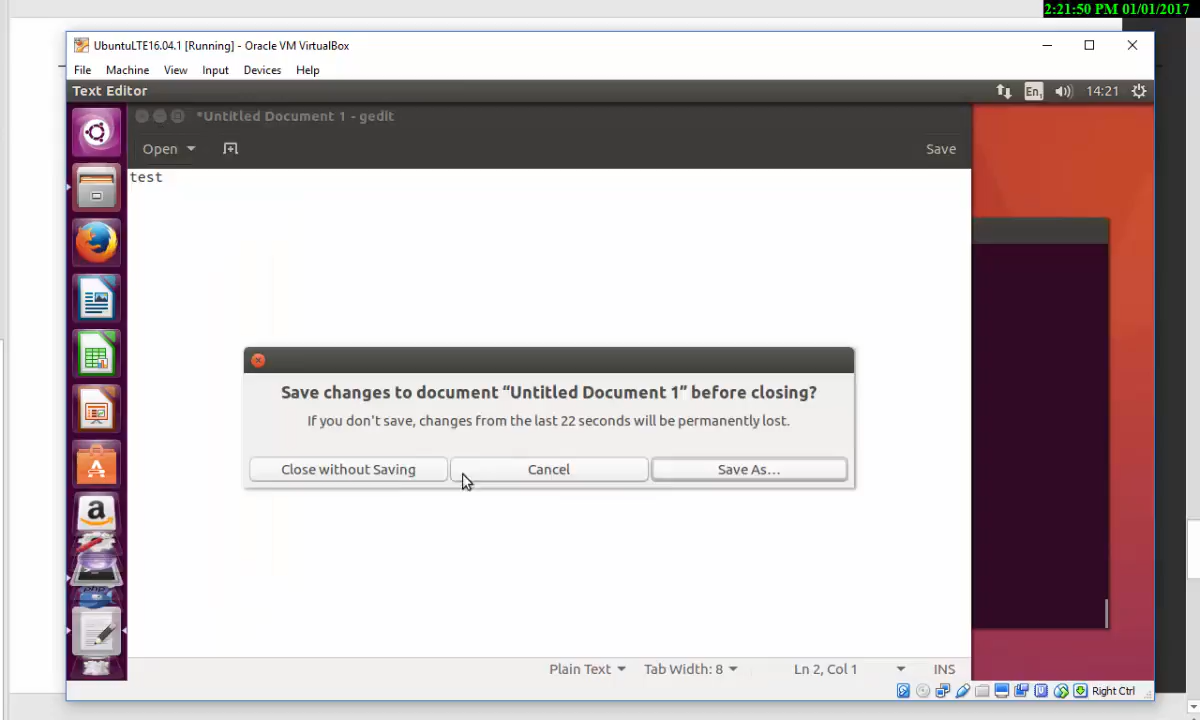 2:21:50 PM 01/01/2017
UbuntuLTE16.04.1 [Running] - Oracle VM VirtualBox
File Machine View Input Devices Help
Text Editor
En1
14:21
*Untitled Document 1 - gedit
Open
Save
test
Save changes to document “Untitled Document 1” before closing?
If you don't save, changes from the last 22 seconds will be permanently lost.
Close without Saving
Cancel
Save As...
a
php
Plain Text
Tab Width: 8
Ln 2, Col 1
INS
Right Ctrl